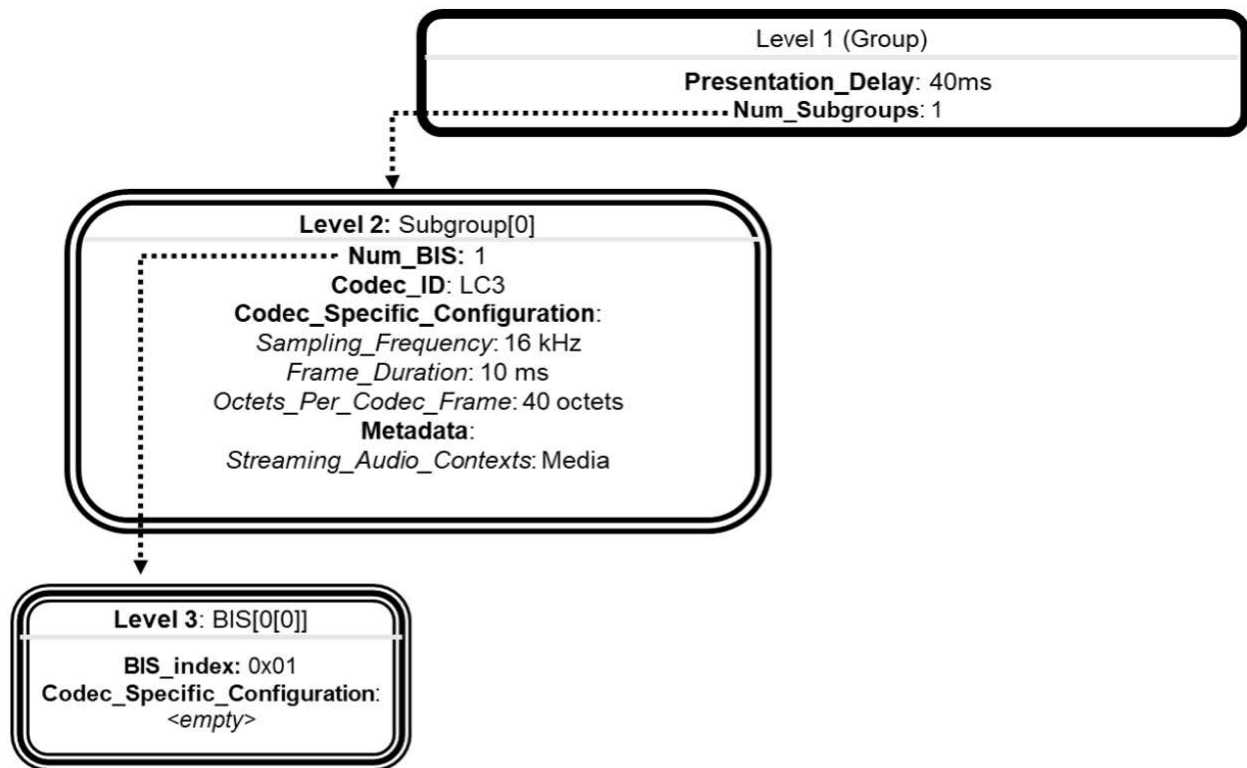 Level 1 (Group)
Presentation_Delay: 40ms
Num_Subgroups: 1
Level 2: Subgroup[0]
Num_BIS: 1
Codec_ID: LC3
Codec_Specific_Configuration:
Sampling_Frequency: 16 kHz
Frame_Duration: 10 ms
Octets_Per_Codec_Frame: 40 octets
Metadata:
Streaming_Audio_Contexts: Media
Level 3: BIS[0[0]]
BIS_index: 0x01
Codec_Specific_Configuration:
<empty>